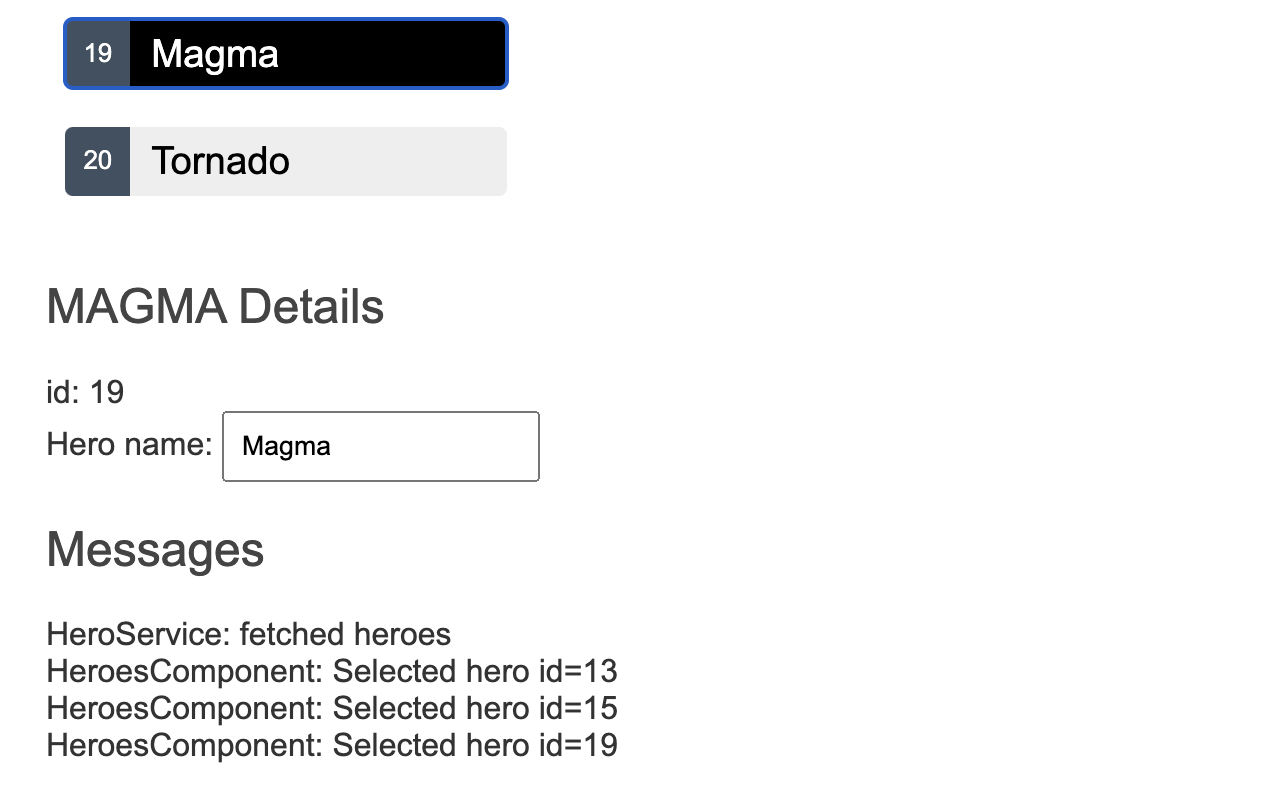 19 Magma
20 Tornado
MAGMA Details
id: 19
Hero name: Magma
Messages
HeroService: fetched heroes
HeroesComponent: Selected hero id=13
HeroesComponent: Selected hero id=15
HeroesComponent: Selected hero id=19